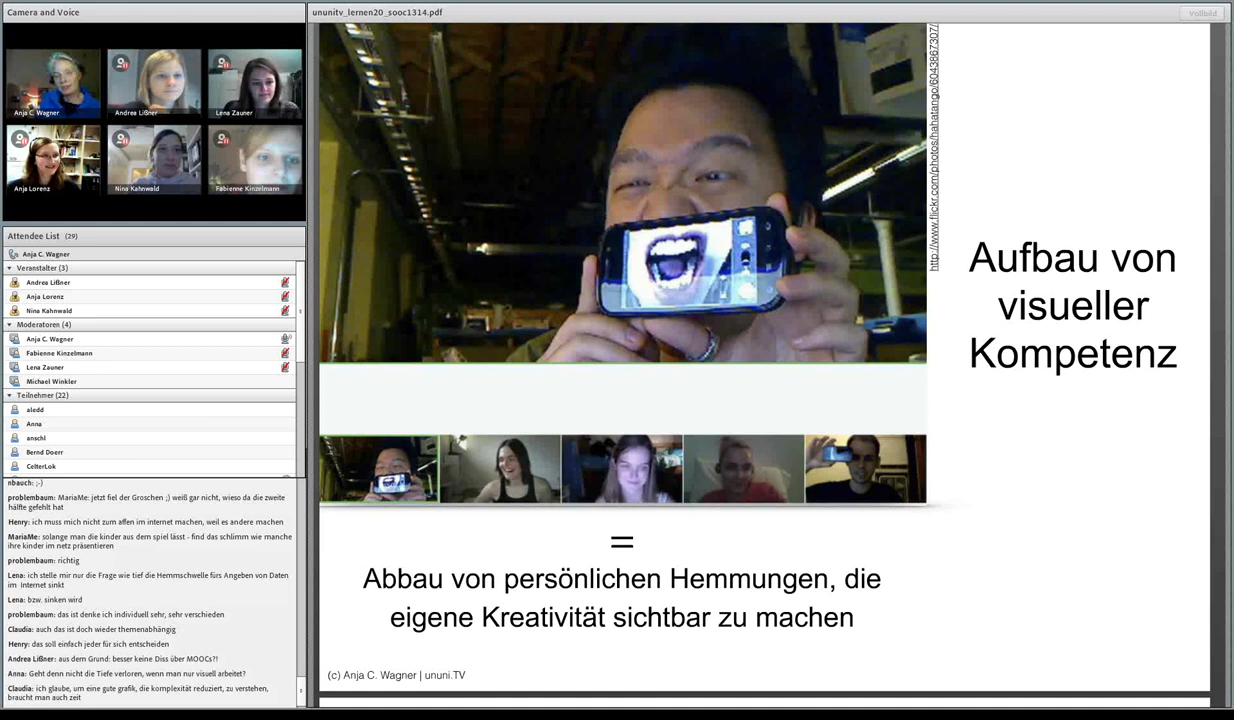 Camera and Voice
Anja C. Wagner
Andrea Lißner
Lena Zauner
Anja Lorenz
Nina Kahnwald
Fabienne Kinzelmann
Attendee List (29)
Anja C. Wagner
Veranstalter (3)
Andrea Lißner
Anja Lorenz
Nina Kahnwald
Moderatoren (4)
Anja C. Wagner
Fabienne Kinzelmann
Lena Zauner
Michael Winkler
Teilnehmer (22)
aledd
Anna
anschl
Bernd Doerr
CelterLok
nbauch: ;-)
problembaum: MariaMe: jetzt fiel der Groschen ;) weiß gar nicht, wieso da die zweite
hälfte gefehlt hat
Henry: ich muss mich nicht zum affen im internet machen, weil es andere machen
MariaMe: solange man die kinder aus dem spiel lässt - find das schlimm wie manche
ihre kinder im netz präsentieren
problembaum: richtig
Lena: ich stelle mir nur die Frage wie tief die Hemmschwelle fürs Angeben von Daten
im Internet sinkt
Lena: bzw. sinken wird
problembaum: das ist denke ich individuell sehr, sehr verschieden
Claudia: auch das ist doch wieder themenabhängig
Henry: das soll einfach jeder für sich entscheiden
Andrea Lißner: aus dem Grund: besser keine Diss über MOOCs?!
Anna: Geht denn nicht die Tiefe verloren, wenn man nur visuell arbeitet?
Claudia: ich glaube, um eine gute grafik, die komplexität reduziert, zu verstehen,
braucht man auch zeit
ununitv_lernen20_sooc1314.pdf
Vollbild
http://www.flickr.com/photos/hahatango/6043867307/
Aufbau von
visueller
Kompetenz
=
Abbau von persönlichen Hemmungen, die
eigene Kreativität sichtbar zu machen
(c) Anja C. Wagner | ununi.TV